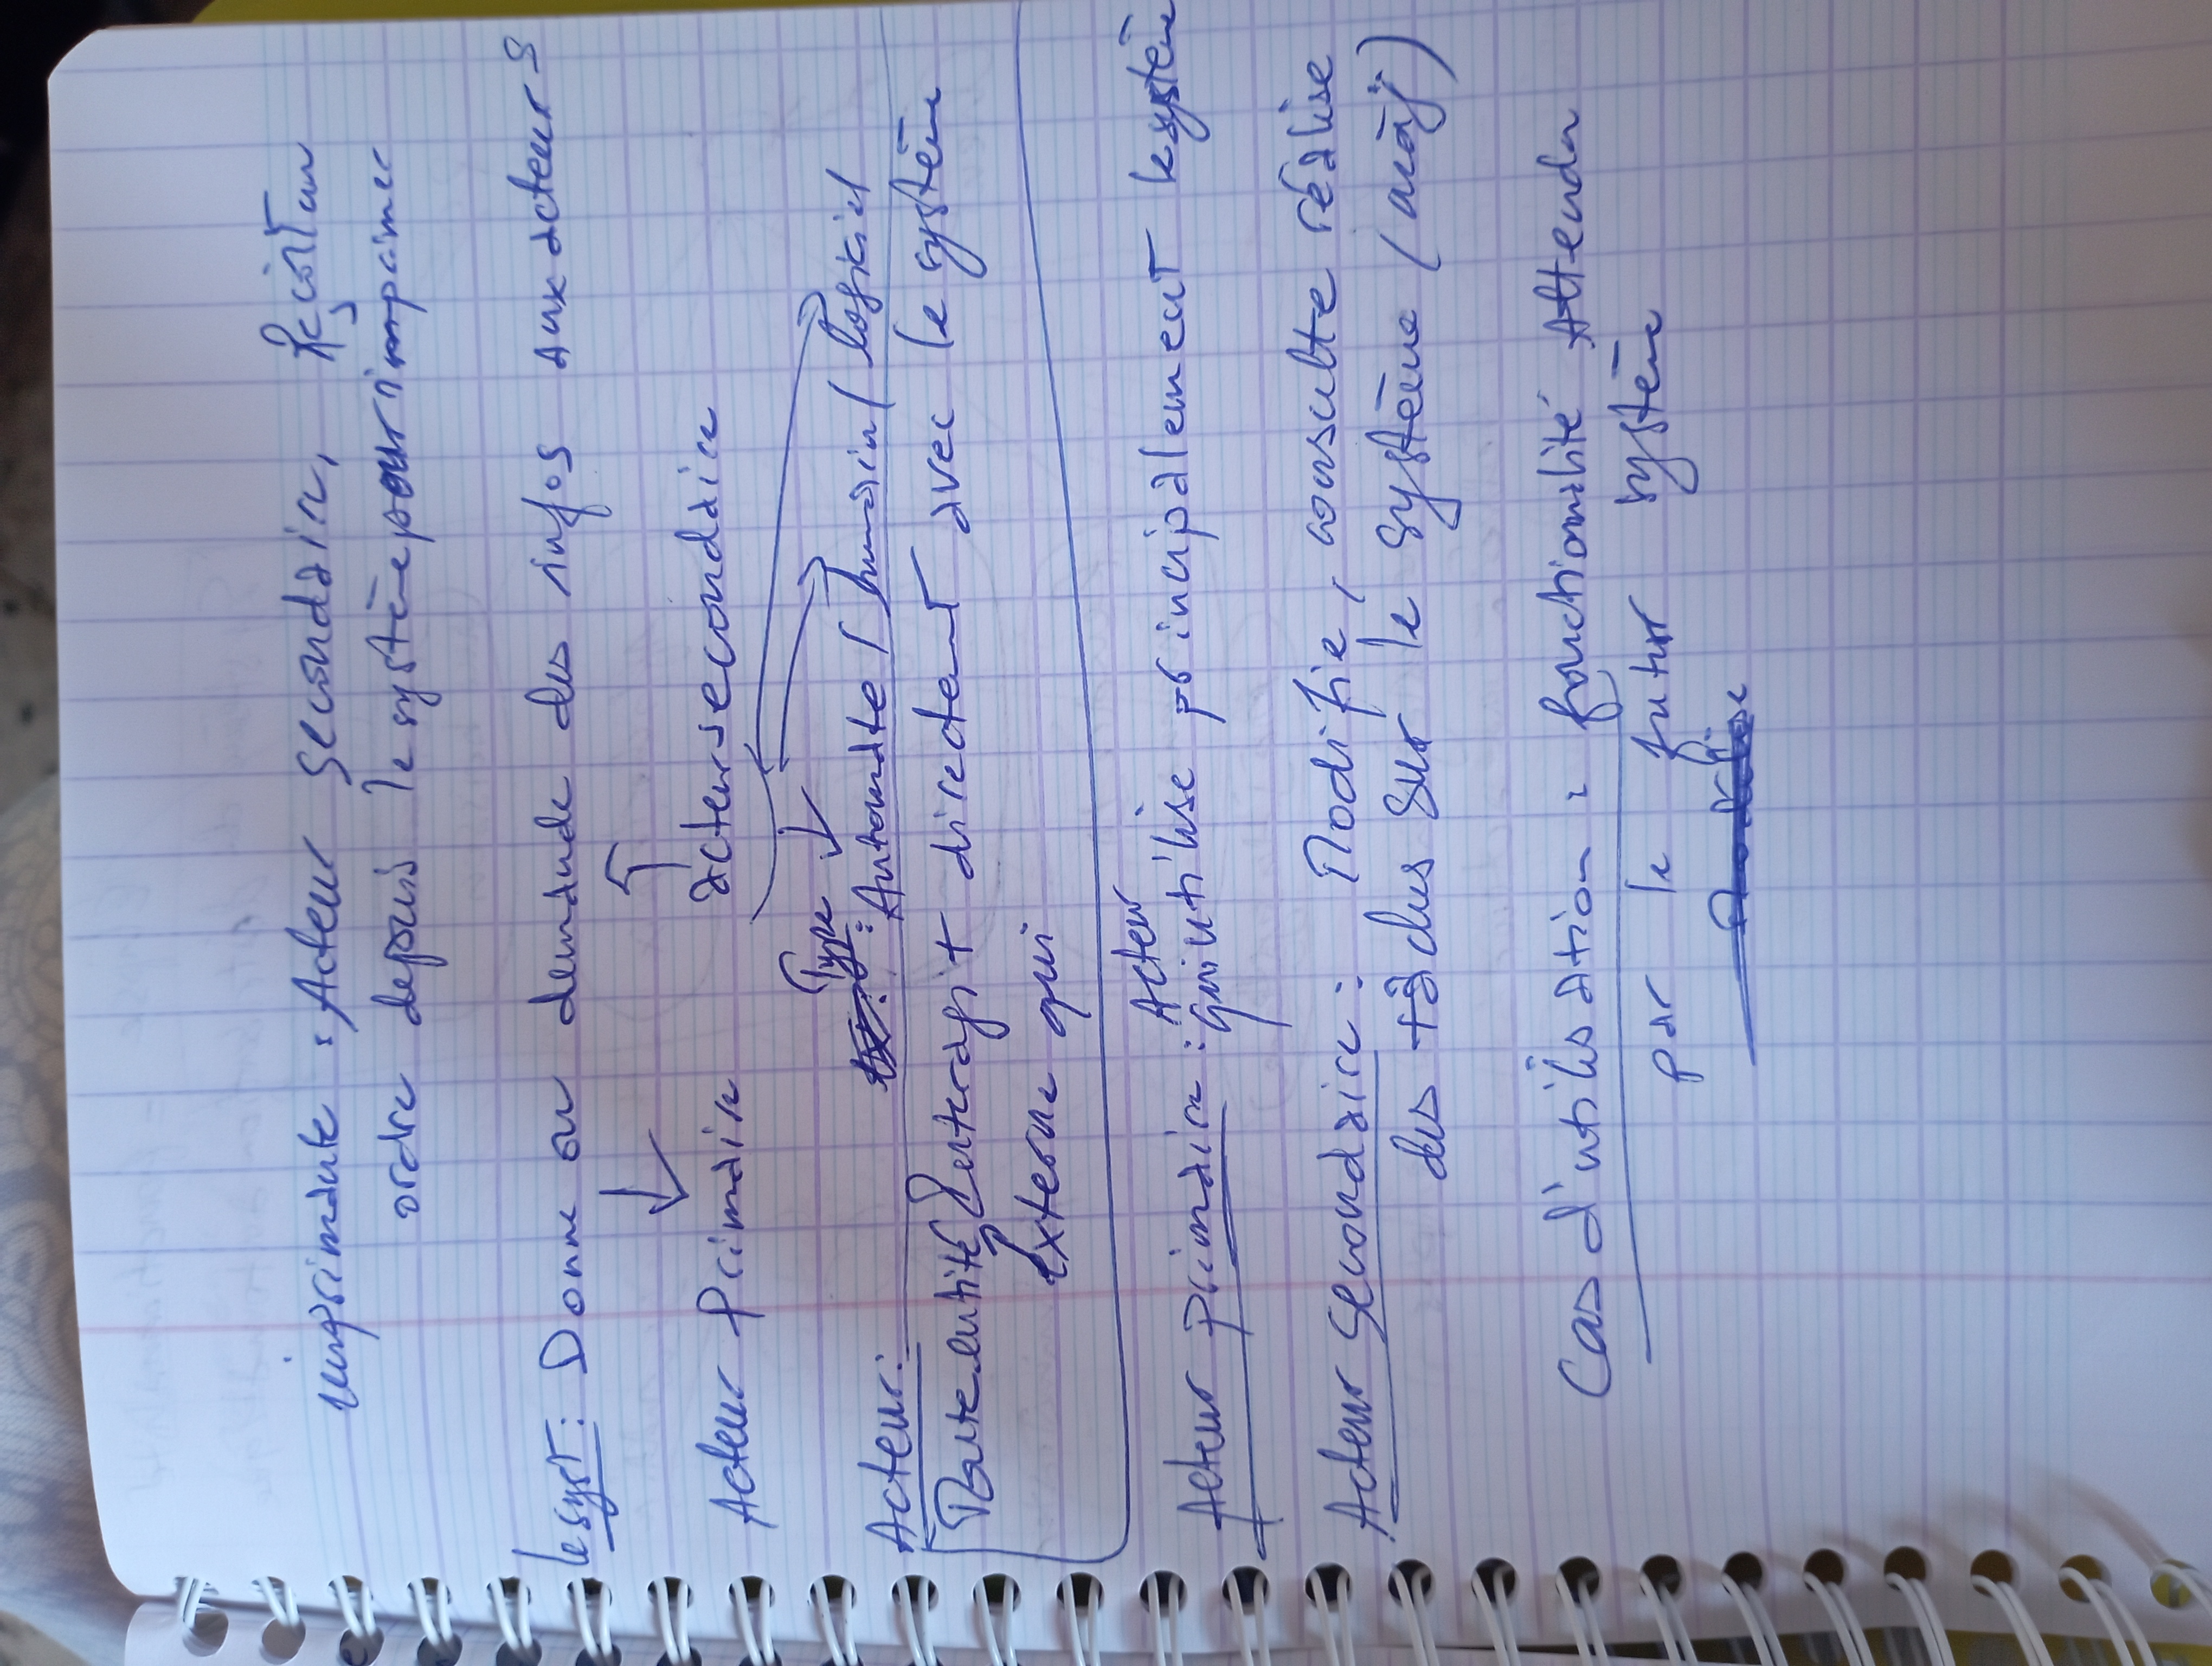 imprimante : Acteur secondaire, Reçoit un
ordre depuis le système pour imprimer
le syst : Donne ou demande des infos aux acteurs
Acteur Primaire
acteur secondaire
Type : Automate / humain / logiciel
Acteur :
Toute entité Interagit directemt avec le système
Externe qui
Acteur
Acteur primaire : qui utilise principalement le système
Acteur secondaire : Modifie, consulte réalise
des tâches sur le système (màj)
Cas d'utilisation : fonctionnalité Attendu
par le futur système